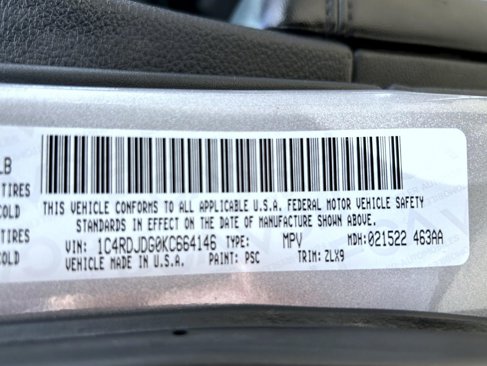 LB
TIRES
COLD
TIRES
COLD
THIS VEHICLE CONFORMS TO ALL APPLICABLE U.S.A. FEDERAL MOTOR VEHICLE SAFETY
STANDARDS IN EFFECT ON THE DATE OF MANUFACTURE SHOWN ABOVE.
VIN: 1C4RDJDG0KC664146 TYPE: MPV MDH:021522 463AA
VEHICLE MADE IN U.S.A. PAINT: PSC TRIM: ZLX9